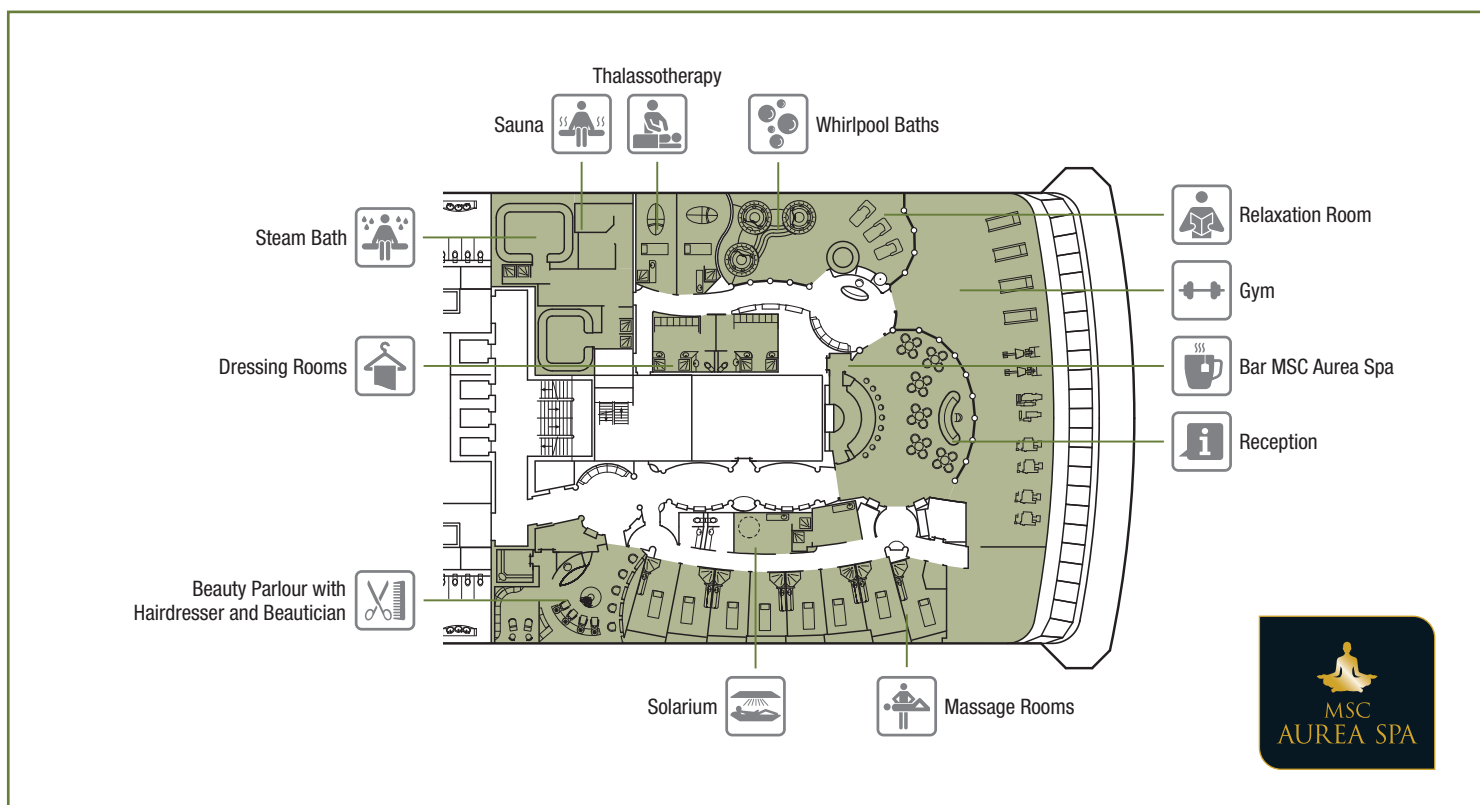 Thalassotherapy
Sauna
Whirlpool Baths
Steam Bath
Relaxation Room
Gym
Dressing Rooms
Bar MSC Aurea Spa
i
Reception
Beauty Parlour with
Hairdresser and Beautician
Solarium
Massage Rooms
MSC
AUREA SPA